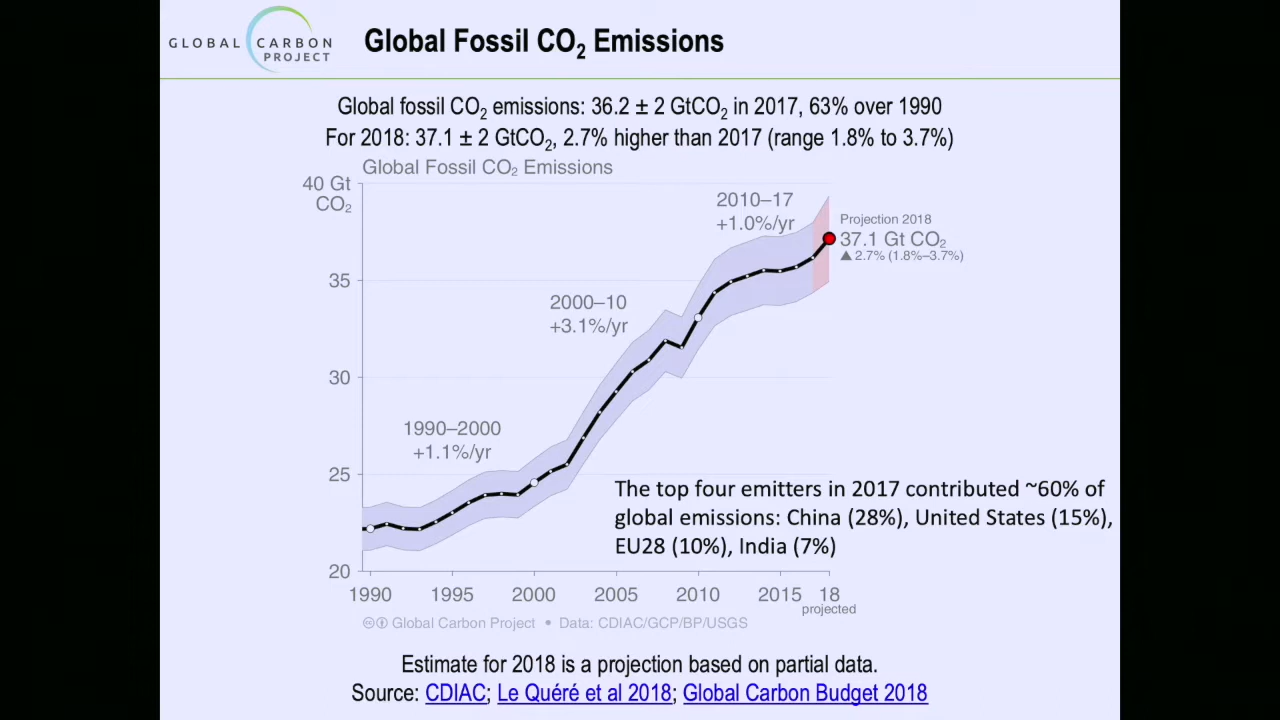 GLOBAL CARBON
PROJECT
Global Fossil CO₂ Emissions
Global fossil CO₂ emissions: 36.2 ± 2 GtCO₂ in 2017, 63% over 1990
For 2018: 37.1 ± 2 GtCO₂, 2.7% higher than 2017 (range 1.8% to 3.7%)
Global Fossil CO₂ Emissions
40 Gt
CO₂
2010–17
+1.0%/yr
Projection 2018
37.1 Gt CO₂
▲ 2.7% (1.8%–3.7%)
35
2000–10
+3.1%/yr
30
1990–2000
+1.1%/yr
25
The top four emitters in 2017 contributed ~60% of
global emissions: China (28%), United States (15%),
EU28 (10%), India (7%)
20
1990 1995 2000 2005 2010 2015 18
projected
Global Carbon Project • Data: CDIAC/GCP/BP/USGS
Estimate for 2018 is a projection based on partial data.
Source: CDIAC; Le Quéré et al 2018; Global Carbon Budget 2018